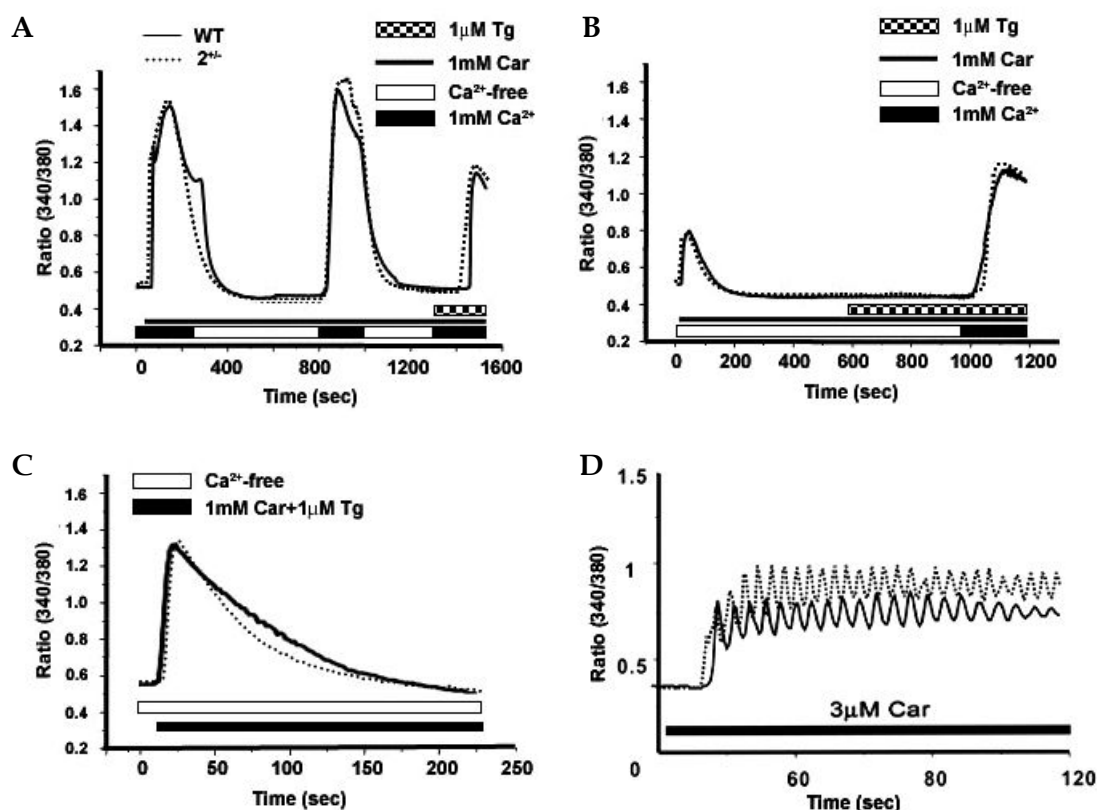 A
WT
2+/-
1μM Tg
1mM Car
Ca²⁺-free
1mM Ca²⁺
Ratio (340/380)
1.6
1.4
1.2
1.0
0.8
0.6
0.4
0.2
0 400 800 1200 1600
Time (sec)
B
1μM Tg
1mM Car
Ca²⁺-free
1mM Ca²⁺
Ratio (340/380)
1.6
1.4
1.2
1.0
0.8
0.6
0.4
0.2
0 200 400 600 800 1000 1200
Time (sec)
C
Ca²⁺-free
1mM Car+1μM Tg
Ratio (340/380)
1.6
1.4
1.2
1.0
0.8
0.6
0.4
0.2
0 50 100 150 200 250
Time (sec)
D
Ratio (340/380)
1.5
1
0.5
0
3μM Car
60 80 120
Time (sec)